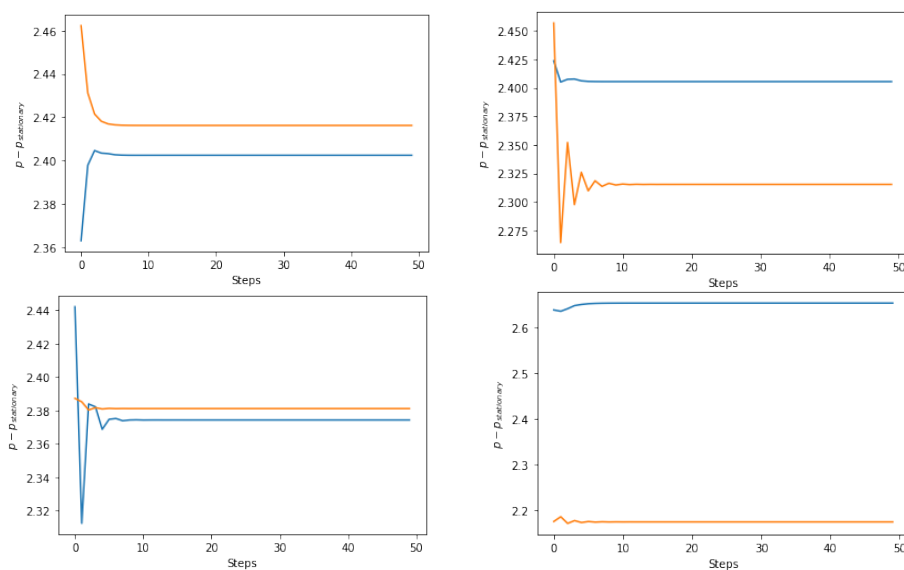 2.46
2.44
2.42
2.40
2.38
2.36
p − p_stationary
0 10 20 30 40 50
Steps
2.450
2.425
2.400
2.375
2.350
2.325
2.300
2.275
p − p_stationary
0 10 20 30 40 50
Steps
2.44
2.42
2.40
2.38
2.36
2.34
2.32
p − p_stationary
0 10 20 30 40 50
Steps
2.6
2.5
2.4
2.3
2.2
p − p_stationary
0 10 20 30 40 50
Steps